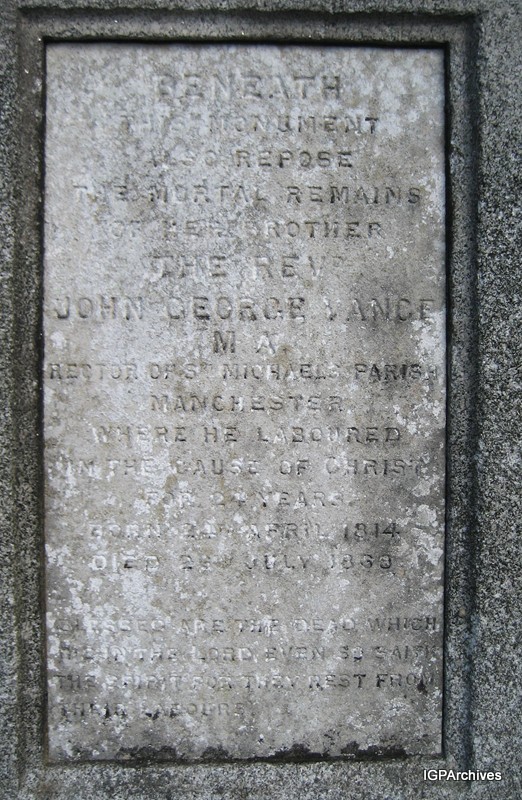 BENEATH
THIS MONUMENT
ALSO REPOSE
THE MORTAL REMAINS
OF HER BROTHER
THE REVD
JOHN GEORGE VANCE
M A
RECTOR OF ST MICHAELS PARISH
MANCHESTER
WHERE HE LABOURED
IN THE CAUSE OF CHRIST
FOR YEARS
BORN APRIL 1814
DIED JULY
BLESSED ARE THE DEAD WHICH
DIE IN THE LORD EVEN SO SAITH
THE SPIRIT FOR THEY REST FROM
THEIR LABOURS
IGPArchives